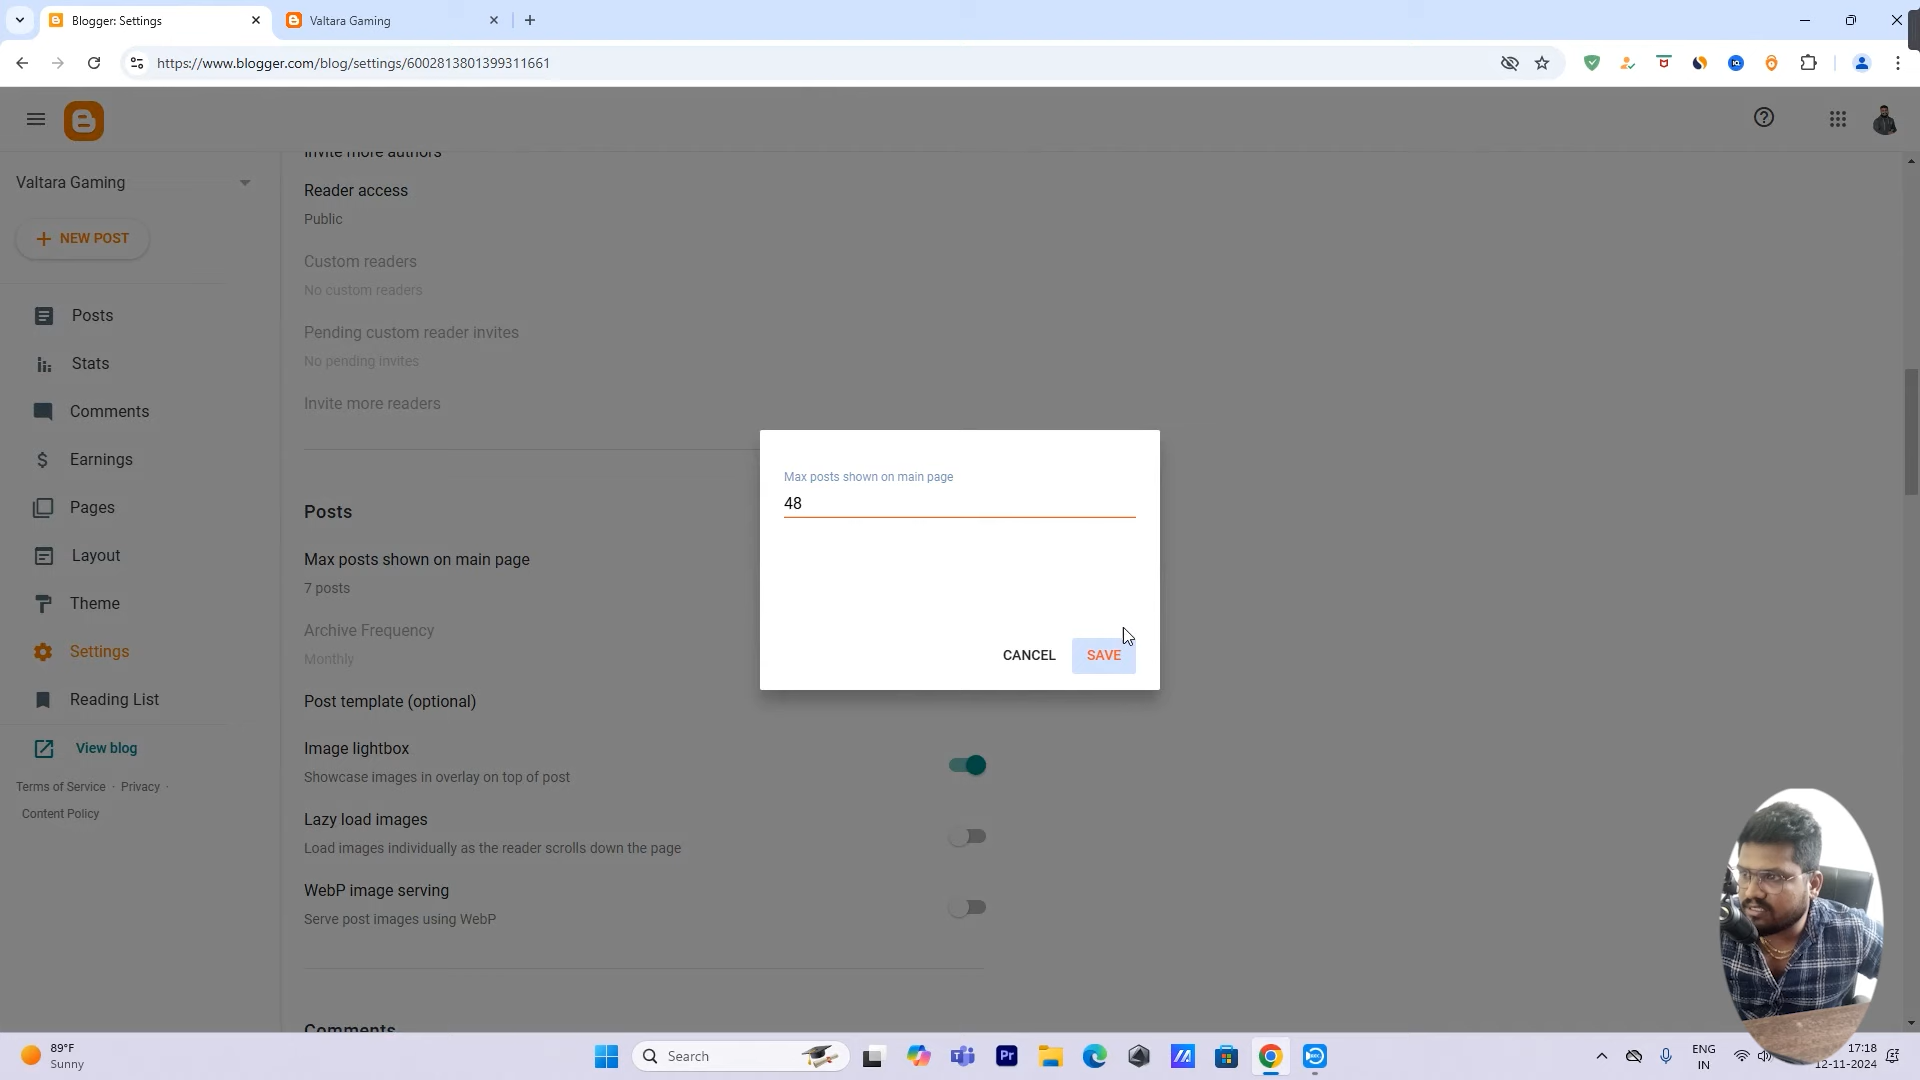 Blogger: Settings
Valtara Gaming
https://www.blogger.com/blog/settings/6002813801399311661
Valtara Gaming
NEW POST
Posts
Stats
Comments
Earnings
Pages
Layout
Theme
Settings
Reading List
View blog
Terms of Service · Privacy ·
Content Policy
Invite more authors
Reader access
Public
Custom readers
No custom readers
Pending custom reader invites
No pending invites
Invite more readers
Posts
Max posts shown on main page
7 posts
Archive Frequency
Monthly
Post template (optional)
Image lightbox
Showcase images in overlay on top of post
Lazy load images
Load images individually as the reader scrolls down the page
WebP image serving
Serve post images using WebP
Comments
Max posts shown on main page
48
CANCEL
SAVE
89°F
Sunny
Search
Pr
ENG
IN
17:18
12-11-2024